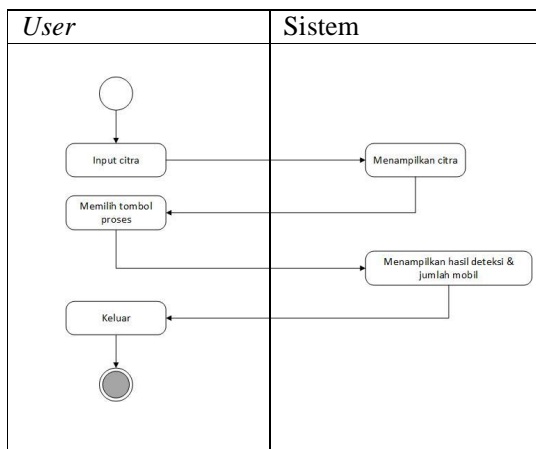 User
Sistem
Input citra
Menampilkan citra
Memilih tombol
proses
Menampilkan hasil deteksi &
jumlah mobil
Keluar